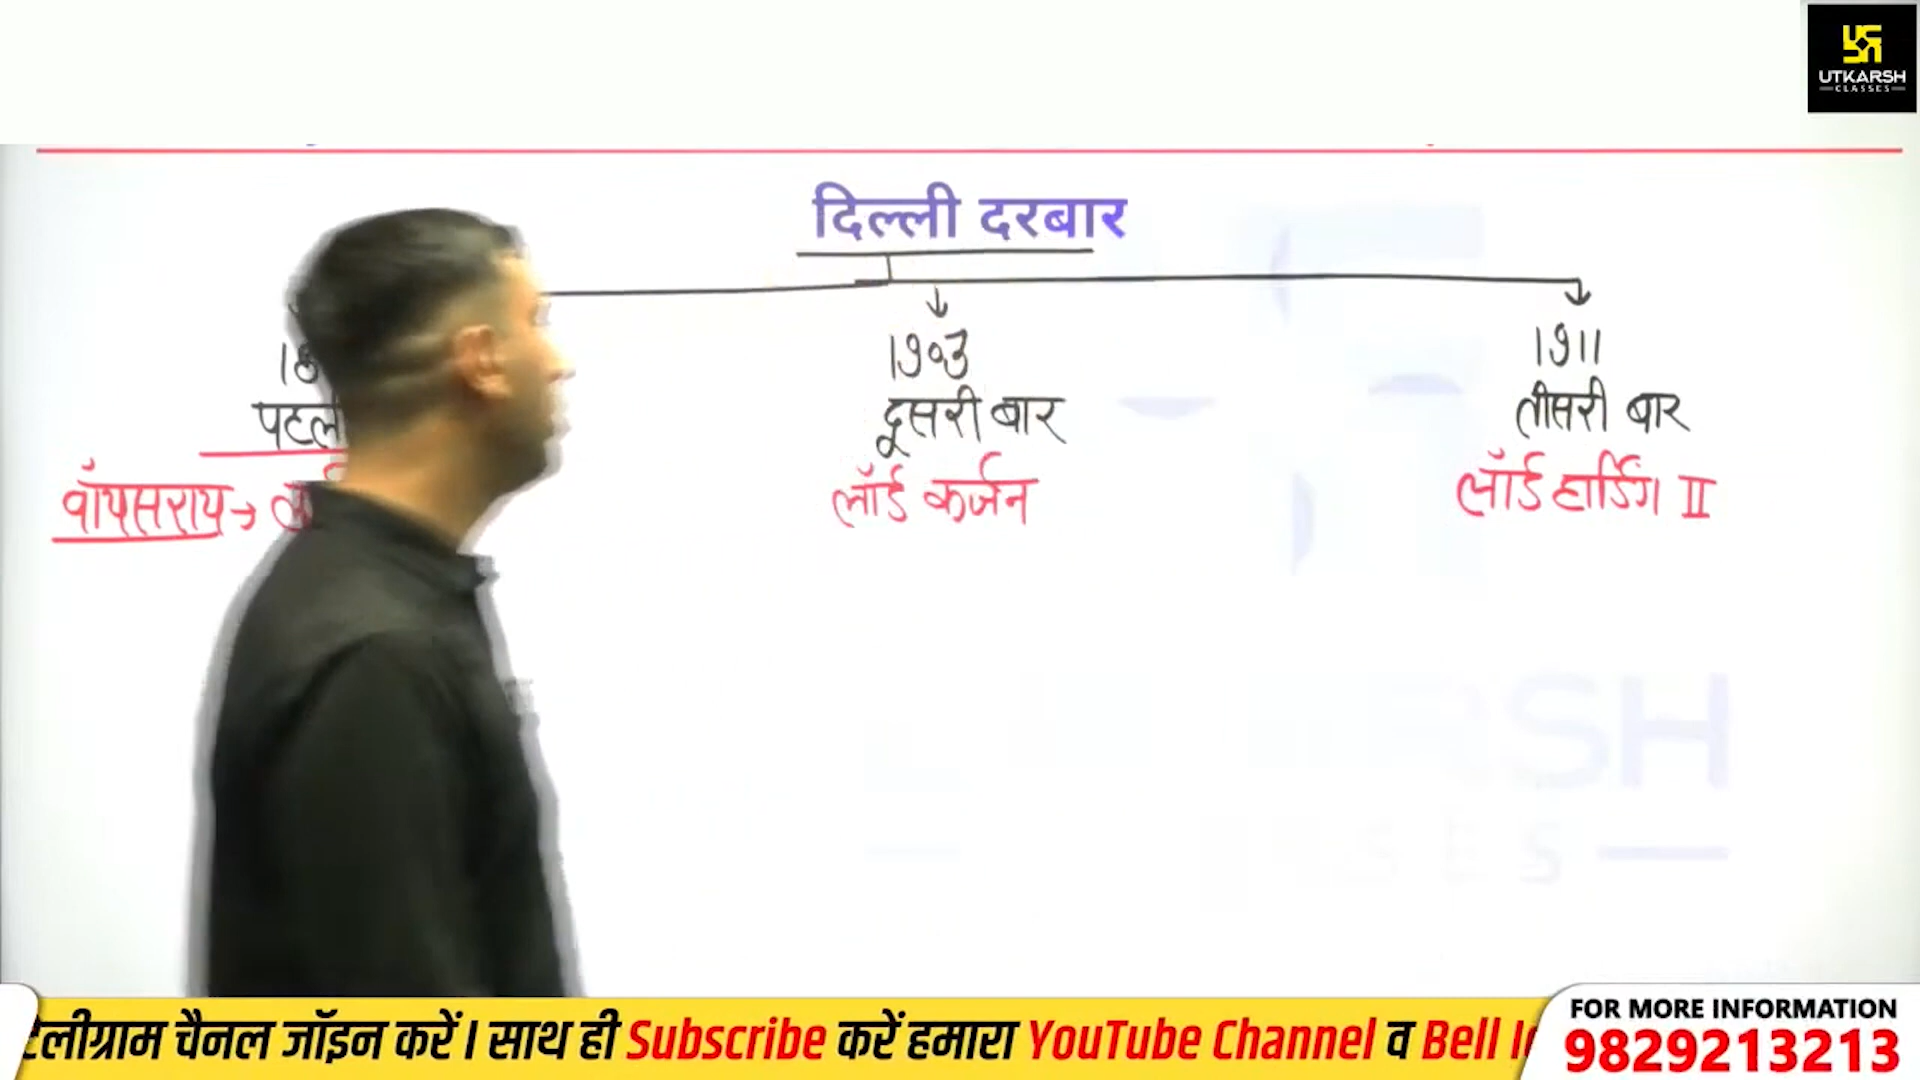 UTKARSH
CLASSES
दिल्ली दरबार
1903
1911
दूसरी बार
तीसरी बार
वॉयसराय →
लॉर्ड कर्जन
लॉर्ड हार्डिंग II
टेलीग्राम चैनल जॉइन करें। साथ ही Subscribe करें हमारा YouTube Channel व Bell
FOR MORE INFORMATION
9829213213